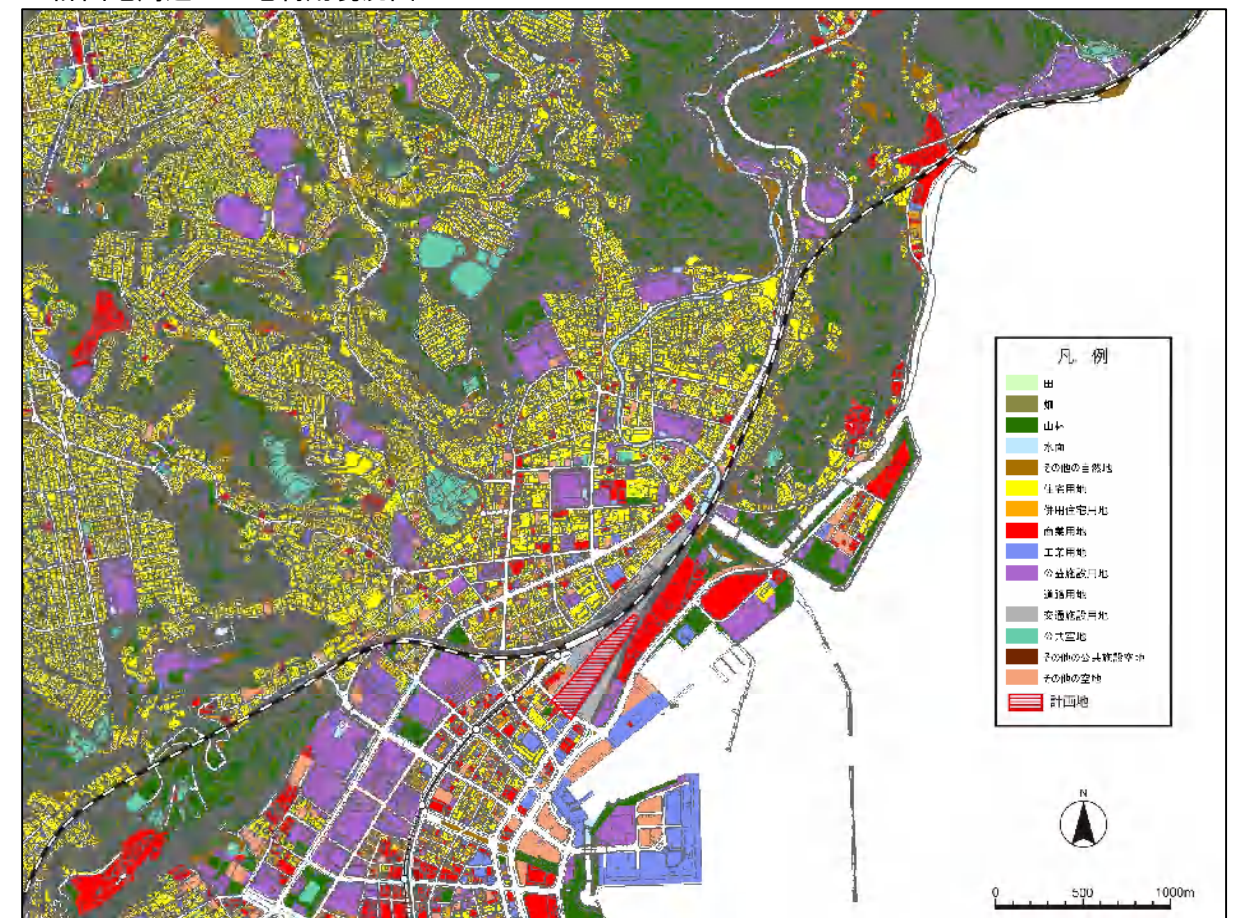 凡 例
田
畑
山林
水面
その他の自然地
住宅用地
併用住宅用地
商業用地
工業用地
公益施設用地
道路用地
交通施設用地
公共空地
その他の公共施設空地
その他の空地
計画地
N
0 500 1000m